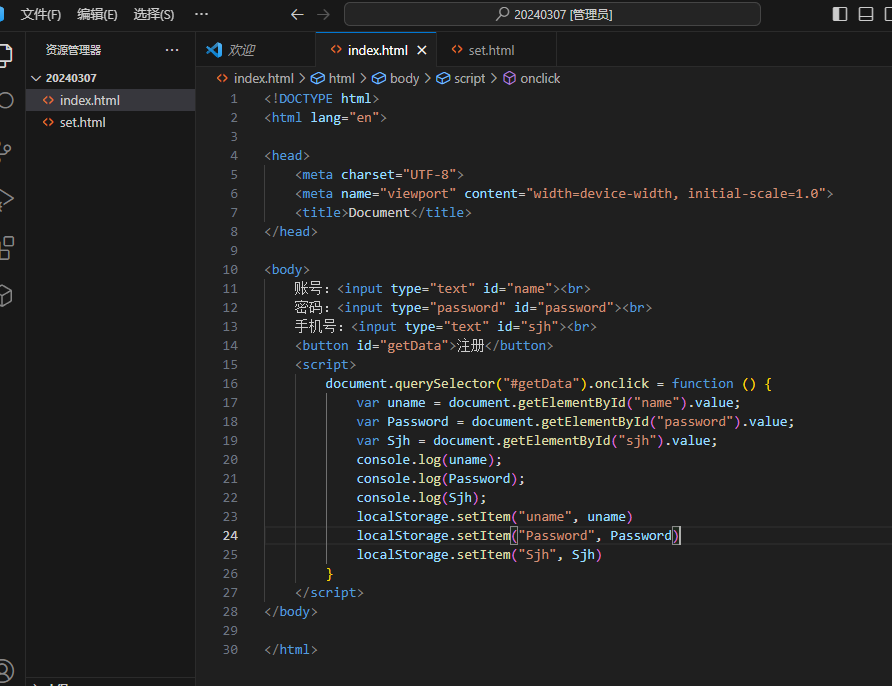 文件(F) 编辑(E) 选择(S) ··· 20240307 [管理员]
资源管理器 ···
20240307
index.html
set.html
欢迎 index.html set.html
index.html > html > body > script > onclick
1 <!DOCTYPE html>
2 <html lang="en">
3
4 <head>
5 <meta charset="UTF-8">
6 <meta name="viewport" content="width=device-width, initial-scale=1.0">
7 <title>Document</title>
8 </head>
9
10 <body>
11 账号：<input type="text" id="name"><br>
12 密码：<input type="password" id="password"><br>
13 手机号：<input type="text" id="sjh"><br>
14 <button id="getData">注册</button>
15 <script>
16 document.querySelector("#getData").onclick = function () {
17 var uname = document.getElementById("name").value;
18 var Password = document.getElementById("password").value;
19 var Sjh = document.getElementById("sjh").value;
20 console.log(uname);
21 console.log(Password);
22 console.log(Sjh);
23 localStorage.setItem("uname", uname)
24 localStorage.setItem("Password", Password)
25 localStorage.setItem("Sjh", Sjh)
26 }
27 </script>
28 </body>
29
30 </html>